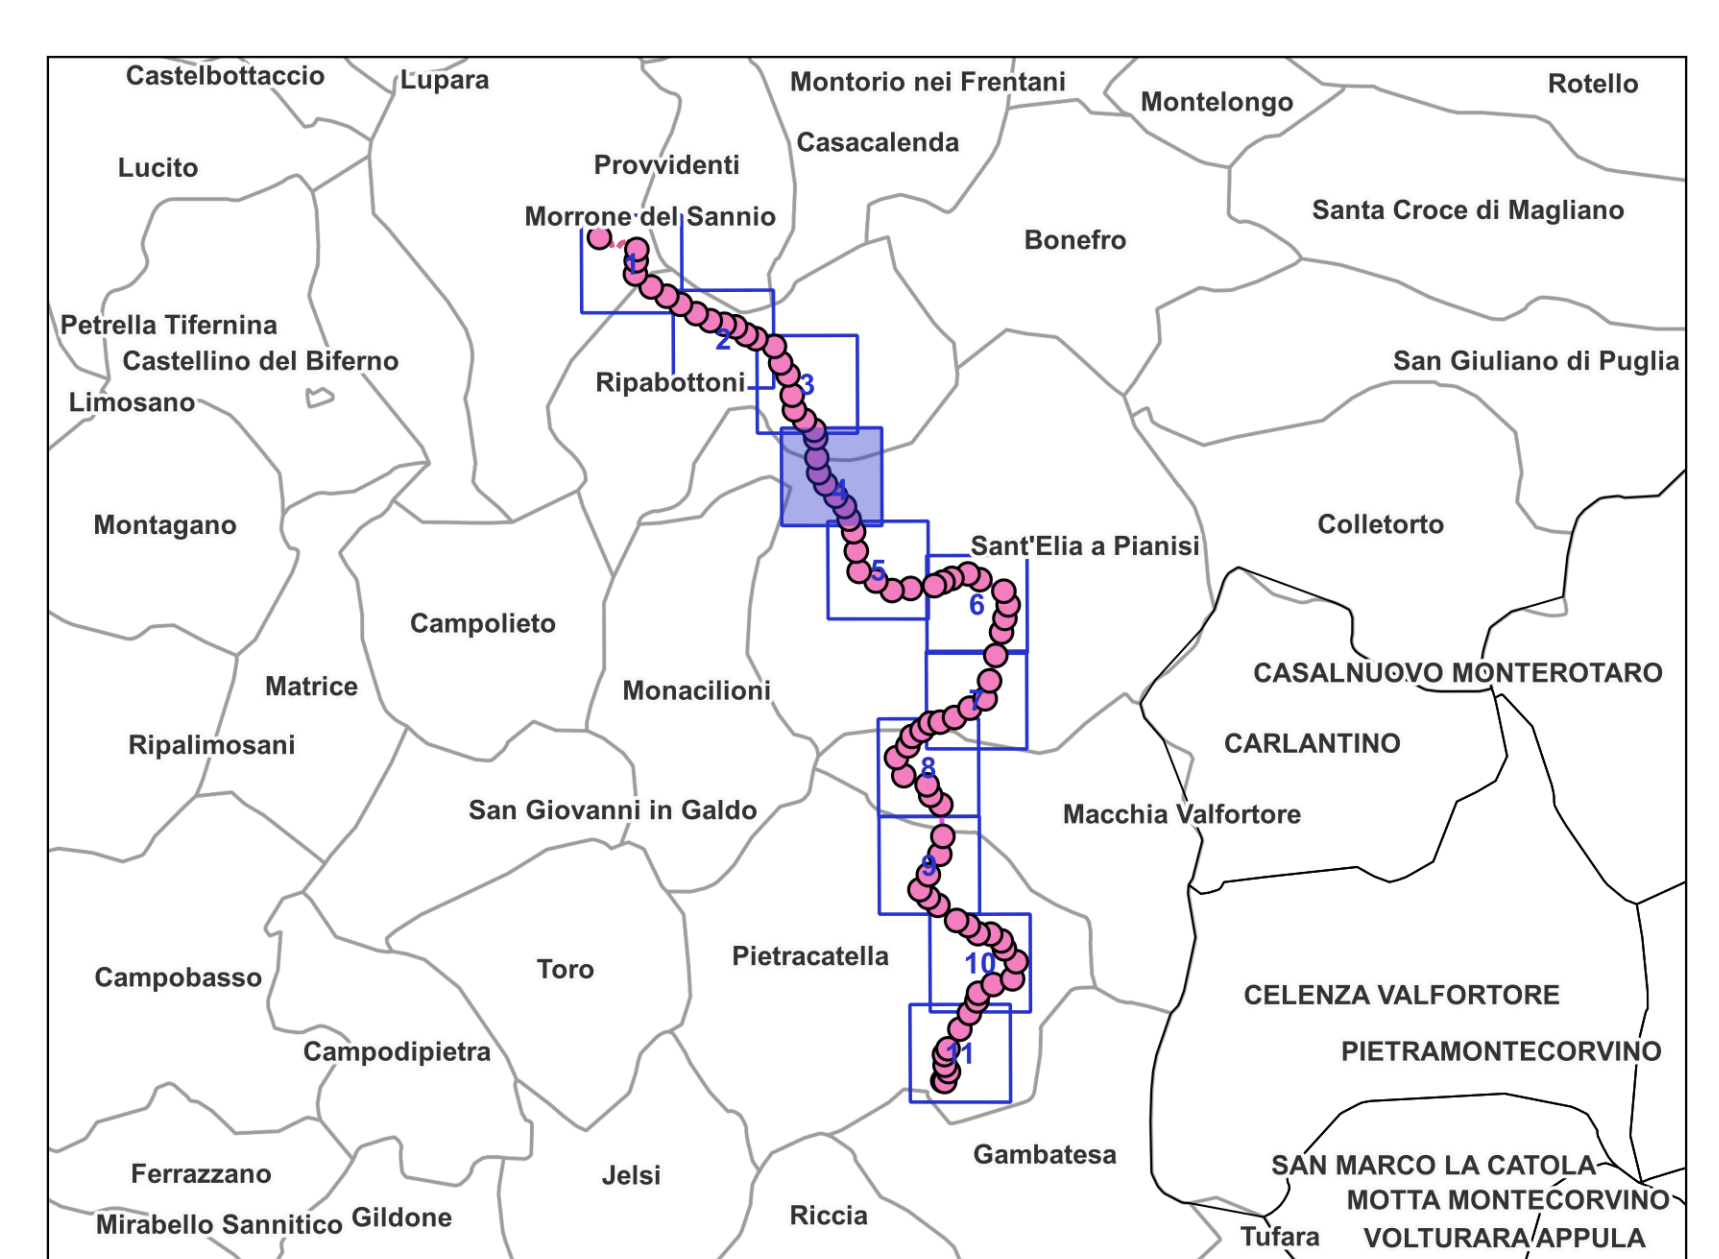 Castelbottaccio
Lupara
Montorio nei Frentani
Rotello
Montelongo
Casacalenda
Lucito
Provvidenti
Morrone del Sannio
Santa Croce di Magliano
Bonefro
1
Petrella Tifernina
2
Castellino del Biferno
San Giuliano di Puglia
Ripabottoni
3
Limosano
4
Montagano
Colletorto
Sant'Elia a Pianisi
5
6
Campolieto
CASALNUOVO MONTEROTARO
Matrice
Monacilioni
7
Ripalimosani
CARLANTINO
8
San Giovanni in Galdo
Macchia Valfortore
9
Pietracatella
10
Toro
Campobasso
CELENZA VALFORTORE
Campodipietra
11
PIETRAMONTECORVINO
Gambatesa
SAN MARCO LA CATOLA
Ferrazzano
Jelsi
MOTTA MONTECORVINO
Mirabello Sannitico
Gildone
Riccia
Tufara
VOLTURARA APPULA